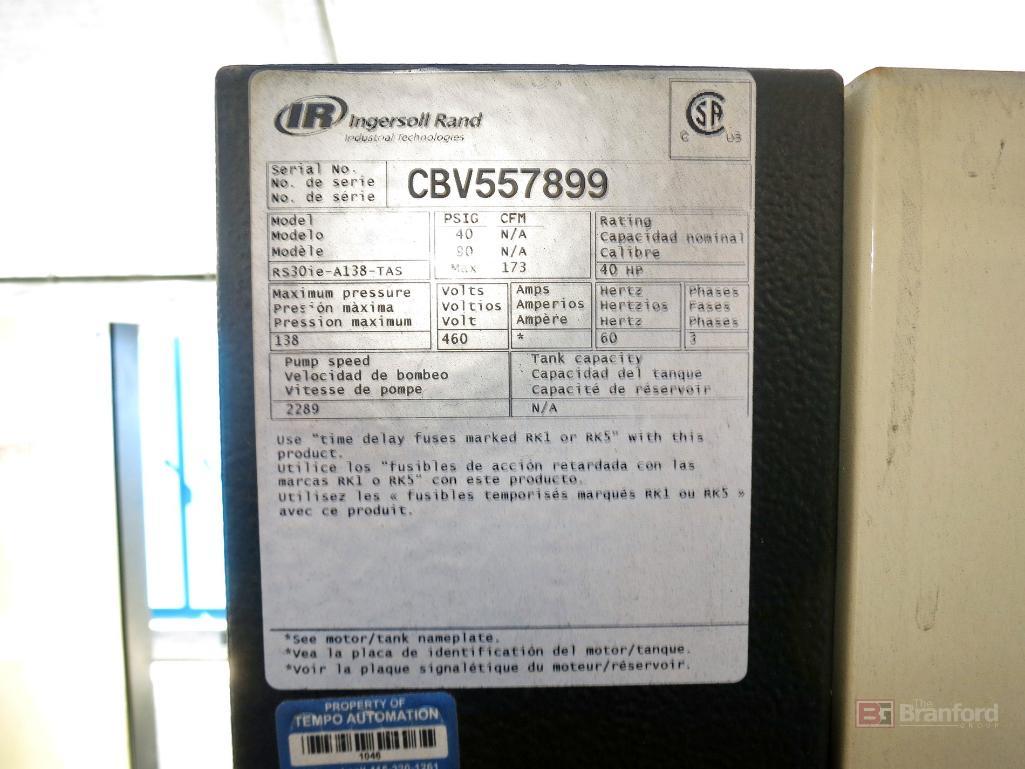 IR Ingersoll Rand
Industrial Technologies
CSA
C US
Serial No.
No. de serie
No. de série
CBV557899
Model
Modelo
Modèle
RS30ie-A138-TAS
PSIG CFM
40 N/A
90 N/A
Max 173
Rating
Capacidad nominal
Calibre
40 HP
Maximum pressure
Presión màxima
Pression maximum
138
Volts
Voltios
Volt
460
Amps
Amperios
Ampère
*
Hertz
Hertzios
Hertz
60
Phases
Fases
Phases
3
Pump speed
Velocidad de bombeo
Vitesse de pompe
2289
Tank capacity
Capacidad del tanque
Capacité de réservoir
N/A
Use "time delay fuses marked RK1 or RK5" with this
product.
Utilice los "fusibles de acción retardada con las
marcas RK1 o RK5" con este producto.
Utilisez les « fusibles temporisés marqués RK1 ou RK5 »
avec ce produit.
*See motor/tank nameplate.
*Vea la placa de identificación del motor/tanque.
*Voir la plaque signalétique du moteur/réservoir.
PROPERTY OF
TEMPO AUTOMATION
1046
BG The Branford GROUP